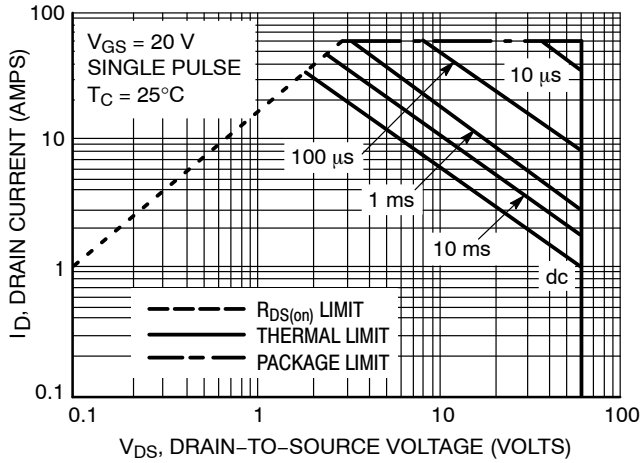 100
10
1
0.1
I_D, DRAIN CURRENT (AMPS)
V_GS = 20 V
SINGLE PULSE
T_C = 25°C
10 µs
100 µs
1 ms
10 ms
dc
R_DS(on) LIMIT
THERMAL LIMIT
PACKAGE LIMIT
0.1 1 10 100
V_DS, DRAIN−TO−SOURCE VOLTAGE (VOLTS)